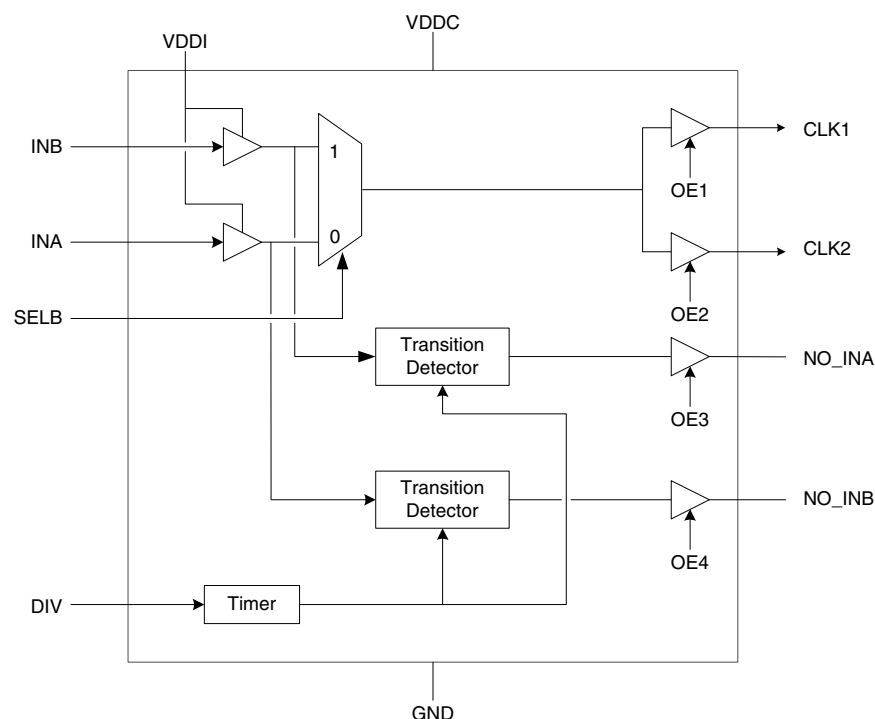 VDDC
VDDI
INB
1
CLK1
OE1
INA
0
CLK2
SELB
OE2
Transition
Detector
NO_INA
OE3
Transition
Detector
NO_INB
OE4
DIV
Timer
GND